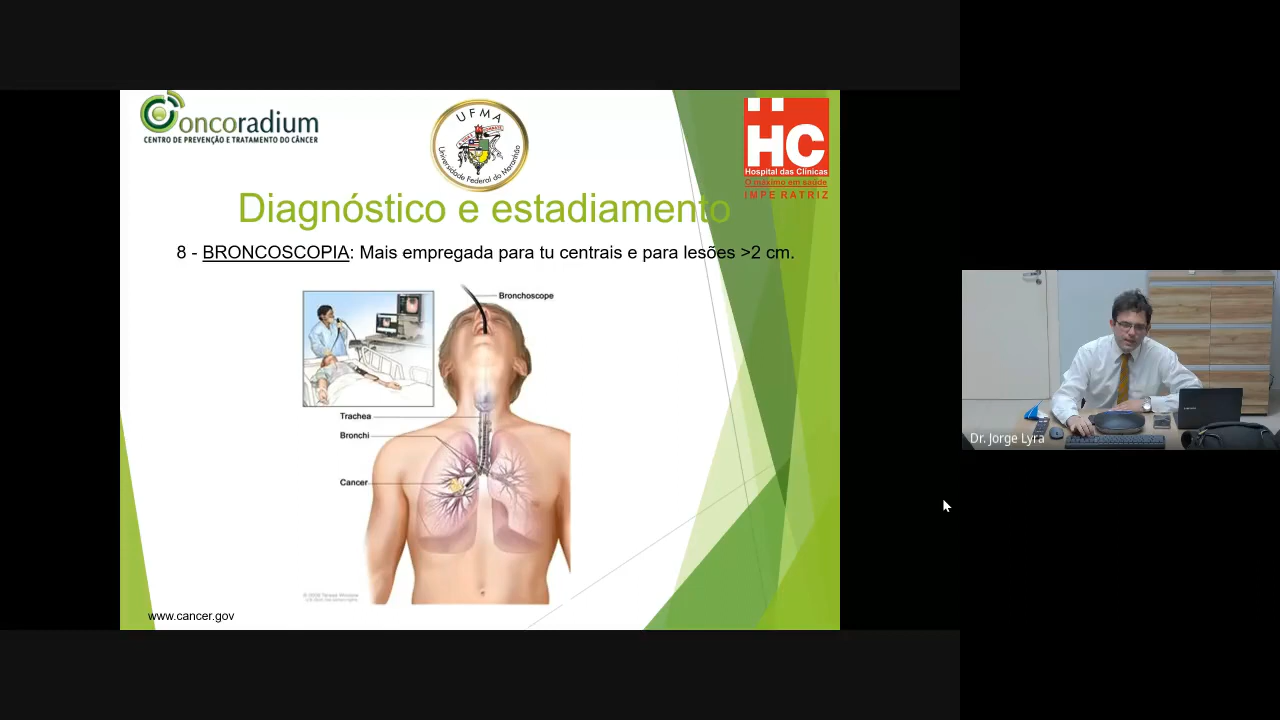 oncoradium
CENTRO DE PREVENÇÃO E TRATAMENTO DO CÂNCER
UFMA
Universidade Federal do Maranhão
HC
Hospital das Clínicas
O máximo em saúde
IMPERATRIZ
Diagnóstico e estadiamento
8 - BRONCOSCOPIA: Mais empregada para tu centrais e para lesões >2 cm.
Bronchoscope
Trachea
Bronchi
Cancer
www.cancer.gov
Dr. Jorge Lyra